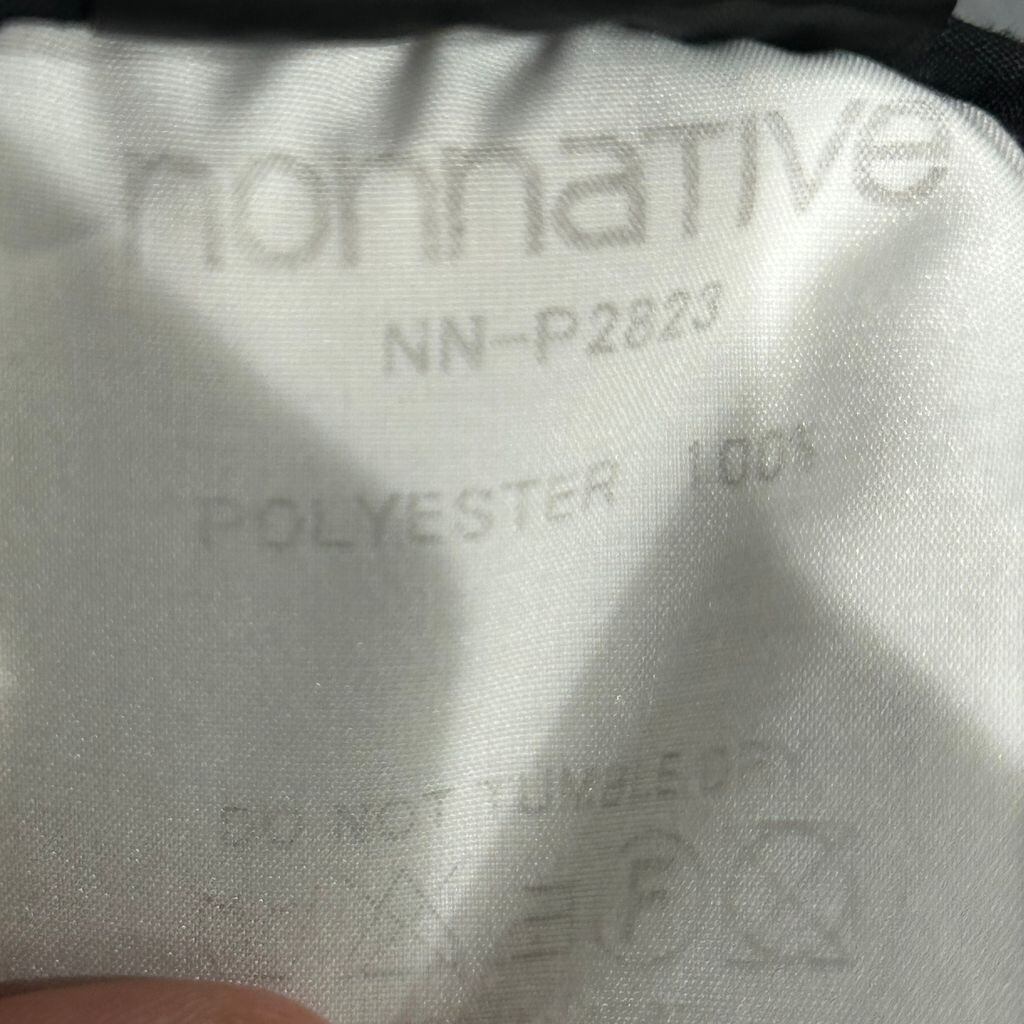 nonnaTIVe
NN-P2823
POLYESTER 100%
DO NOT TUMBLE DRY
F